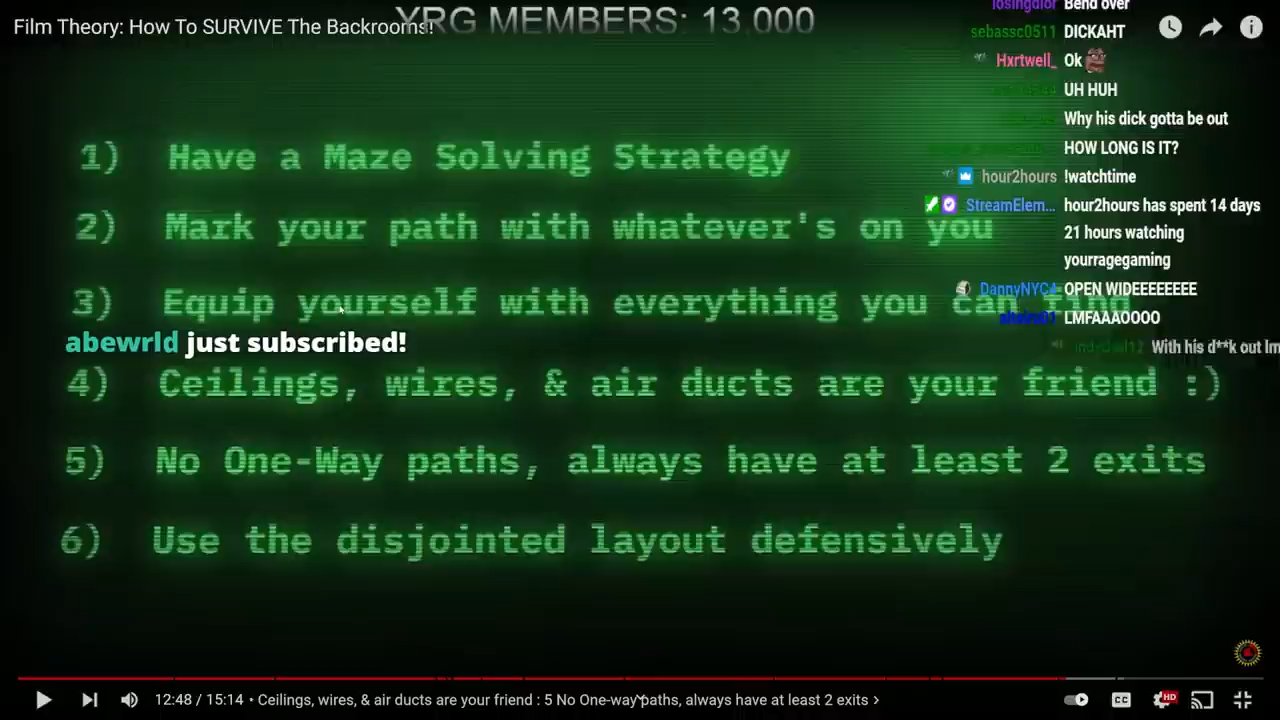 Film Theory: How To SURVIVE The Backrooms!
YRG MEMBERS: 13,000
losingdior Bend over
sebassc0511 DICKAHT
Hxrtwell_ Ok
UH HUH
Why his dick gotta be out
HOW LONG IS IT?
hour2hours !watchtime
StreamElem... hour2hours has spent 14 days
21 hours watching
yourragegaming
DannyNYC4 OPEN WIDEEEEEEEE
LMFAAAOOOO
With his d**k out lm
1) Have a Maze Solving Strategy
2) Mark your path with whatever's on you
3) Equip yourself with everything you can find
abewrld just subscribed!
4) Ceilings, wires, & air ducts are your friend :)
5) No One-Way paths, always have at least 2 exits
6) Use the disjointed layout defensively
12:48 / 15:14 • Ceilings, wires, & air ducts are your friend : 5 No One-way paths, always have at least 2 exits >
CC
HD